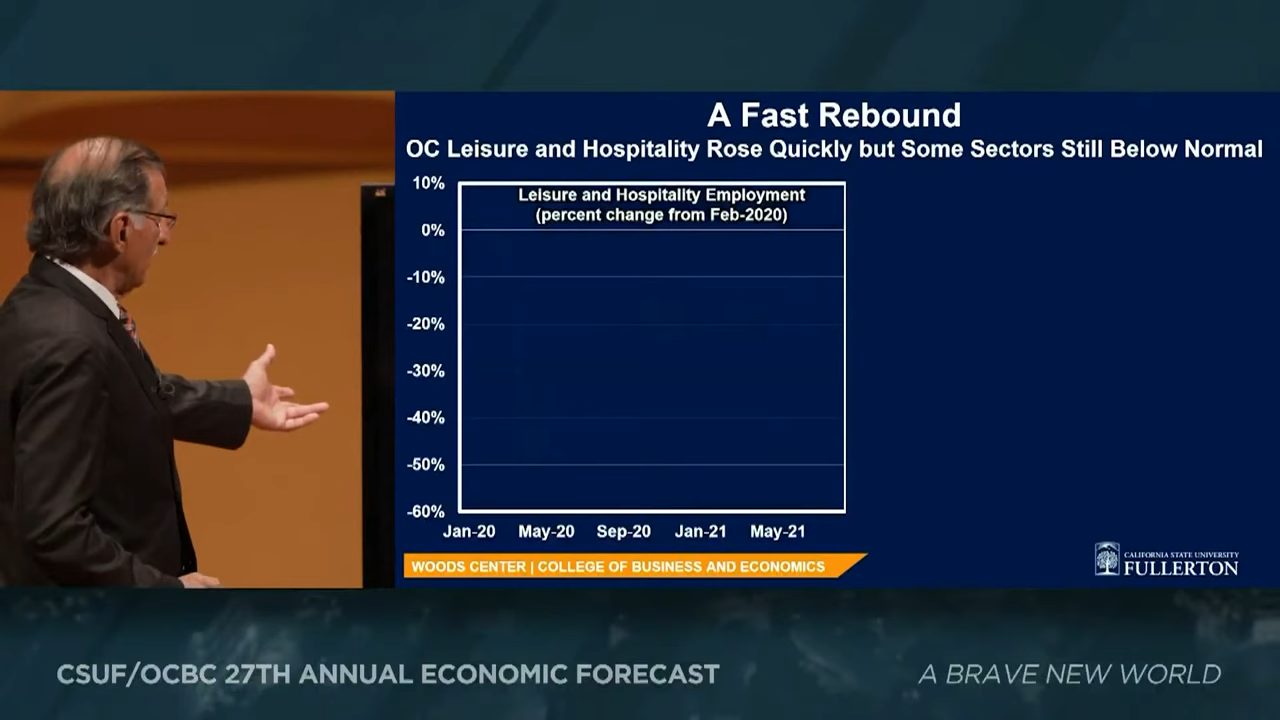 A Fast Rebound
OC Leisure and Hospitality Rose Quickly but Some Sectors Still Below Normal
Leisure and Hospitality Employment
(percent change from Feb-2020)
10%
0%
-10%
-20%
-30%
-40%
-50%
-60%
Jan-20 May-20 Sep-20 Jan-21 May-21
WOODS CENTER | COLLEGE OF BUSINESS AND ECONOMICS
CALIFORNIA STATE UNIVERSITY
FULLERTON
CSUF/OCBC 27TH ANNUAL ECONOMIC FORECAST
A BRAVE NEW WORLD